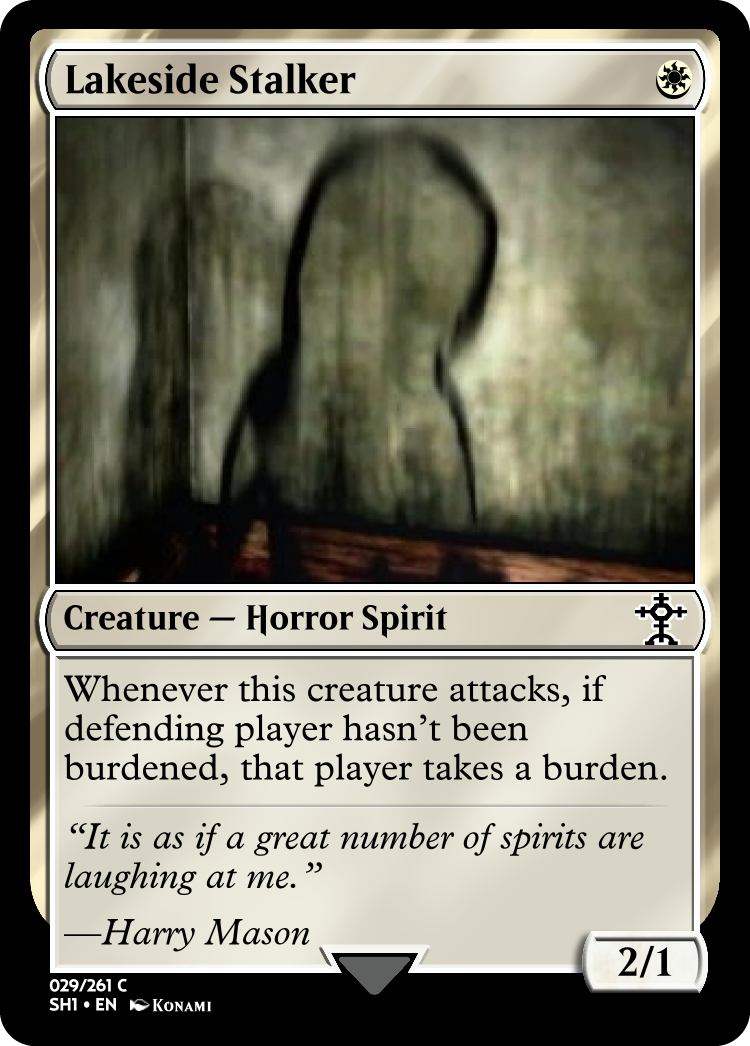 Lakeside Stalker
Creature — Horror Spirit
Whenever this creature attacks, if
defending player hasn’t been
burdened, that player takes a burden.
“It is as if a great number of spirits are
laughing at me.”
—Harry Mason
2/1
029/261 C
SH1 • EN KONAMI